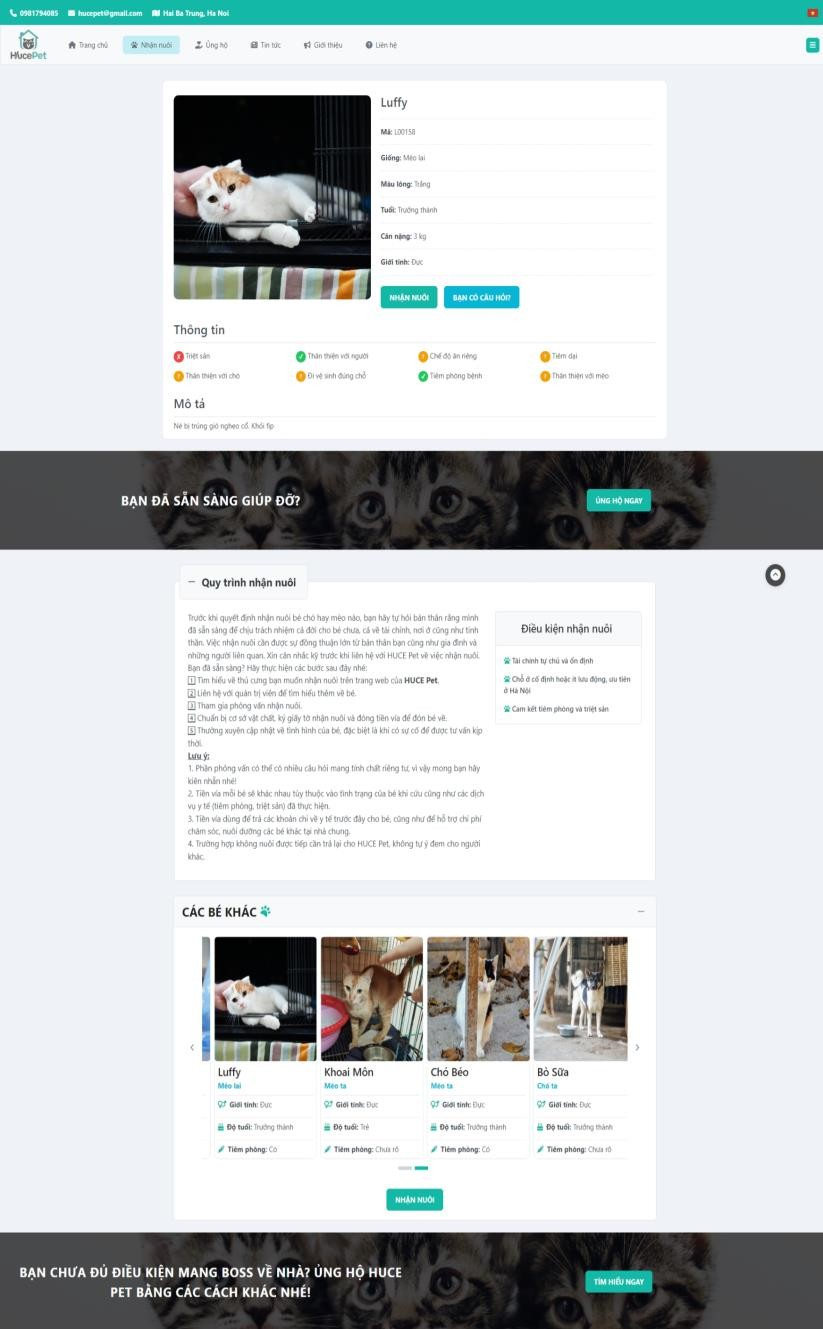 0981794085 hucepet@gmail.com Hai Ba Trung, Ha Noi
HucePet
Trang chủ Nhận nuôi Ủng hộ Tin tức Giới thiệu Liên hệ
Luffy
Mã: L00158
Giống: Mèo lai
Màu lông: Trắng
Tuổi: Trưởng thành
Cân nặng: 3 kg
Giới tính: Đực
NHẬN NUÔI BẠN CÓ CÂU HỎI?
Thông tin
Triệt sản Thân thiện với người Chế độ ăn riêng Tiêm dại
Thân thiện với chó Đi vệ sinh đúng chỗ Tiêm phòng bệnh Thân thiện với mèo
Mô tả
Né bị trúng gió nghẹo cổ. Khỏi fip
BẠN ĐÃ SẴN SÀNG GIÚP ĐỠ?
ỦNG HỘ NGAY
Quy trình nhận nuôi
Trước khi quyết định nhận nuôi bé chó hay mèo nào, bạn hãy tự hỏi bản thân rằng mình
đã sẵn sàng để chịu trách nhiệm cả đời cho bé chưa, cả về tài chính, nơi ở cũng như tinh
thần. Việc nhận nuôi cần được sự đồng thuận lớn từ bản thân bạn cũng như gia đình và
những người liên quan. Xin cân nhắc kỹ trước khi liên hệ với HUCE Pet về việc nhận nuôi.
Bạn đã sẵn sàng? Hãy thực hiện các bước sau đây nhé:
1 Tìm hiểu về thú cưng bạn muốn nhận nuôi trên trang web của HUCE Pet.
2 Liên hệ với quản trị viên để tìm hiểu thêm về bé.
3 Tham gia phỏng vấn nhận nuôi.
4 Chuẩn bị cơ sở vật chất, ký giấy tờ nhận nuôi và đóng tiền vía để đón bé về.
5 Thường xuyên cập nhật về tình hình của bé, đặc biệt là khi có sự cố để được tư vấn kịp
thời.
Lưu ý:
1. Phần phỏng vấn có thể có nhiều câu hỏi mang tính chất riêng tư, vì vậy mong bạn hãy
kiên nhẫn nhé!
2. Tiền vía mỗi bé sẽ khác nhau tùy thuộc vào tình trạng của bé khi cứu cũng như các dịch
vụ y tế (tiêm phòng, triệt sản) đã thực hiện.
3. Tiền vía dùng để trả các khoản chi về y tế trước đây cho bé, cũng như để hỗ trợ chi phí
chăm sóc, nuôi dưỡng các bé khác tại nhà chung.
4. Trường hợp không nuôi được tiếp cần trả lại cho HUCE Pet, không tự ý đem cho người
khác.
Điều kiện nhận nuôi
Tài chính tự chủ và ổn định
Chỗ ở cố định hoặc ít lưu động, ưu tiên
ở Hà Nội
Cam kết tiêm phòng và triệt sản
CÁC BÉ KHÁC
Luffy Khoai Môn Chó Béo Bò Sữa
Mèo lai Mèo ta Mèo ta Chó ta
Giới tính: Đực Giới tính: Đực Giới tính: Đực Giới tính: Đực
Độ tuổi: Trưởng thành Độ tuổi: Trẻ Độ tuổi: Trưởng thành Độ tuổi: Trưởng thành
Tiêm phòng: Có Tiêm phòng: Chưa rõ Tiêm phòng: Có Tiêm phòng: Chưa rõ
NHẬN NUÔI
BẠN CHƯA ĐỦ ĐIỀU KIỆN MANG BOSS VỀ NHÀ? ỦNG HỘ HUCE
PET BẰNG CÁC CÁCH KHÁC NHÉ!
TÌM HIỂU NGAY